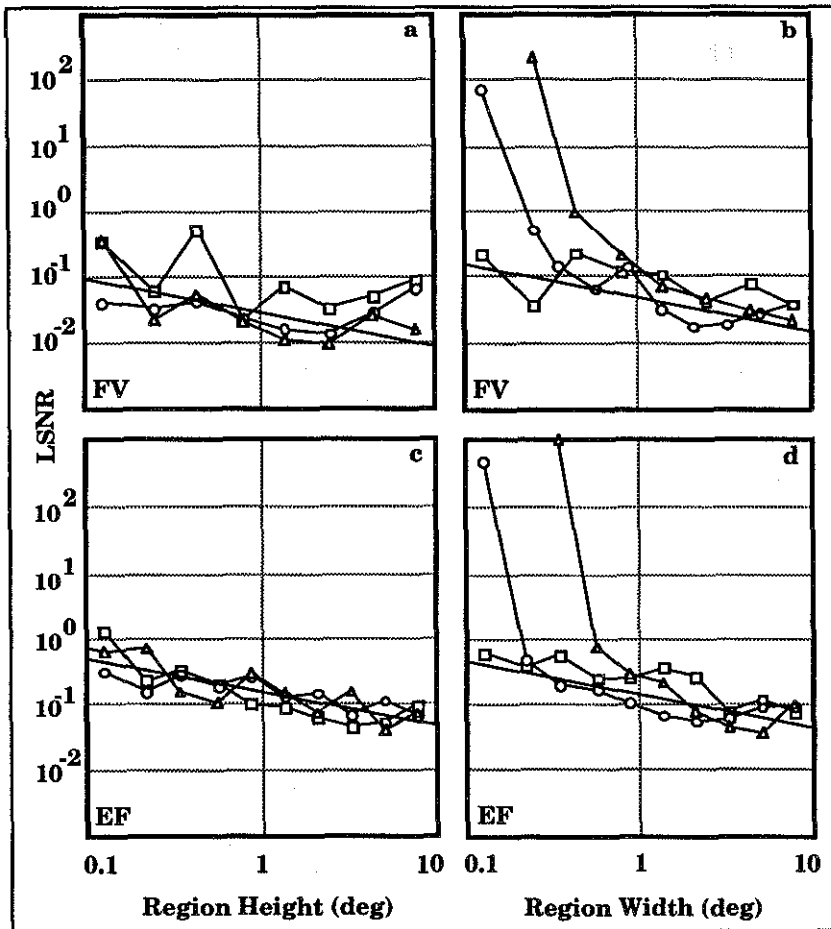 a
b
10^2
10^1
10^0
10^-1
10^-2
FV
FV
LSNR
c
d
10^2
10^1
10^0
10^-1
10^-2
EF
EF
0.1 1 10
0.1 1 10
Region Height (deg)
Region Width (deg)